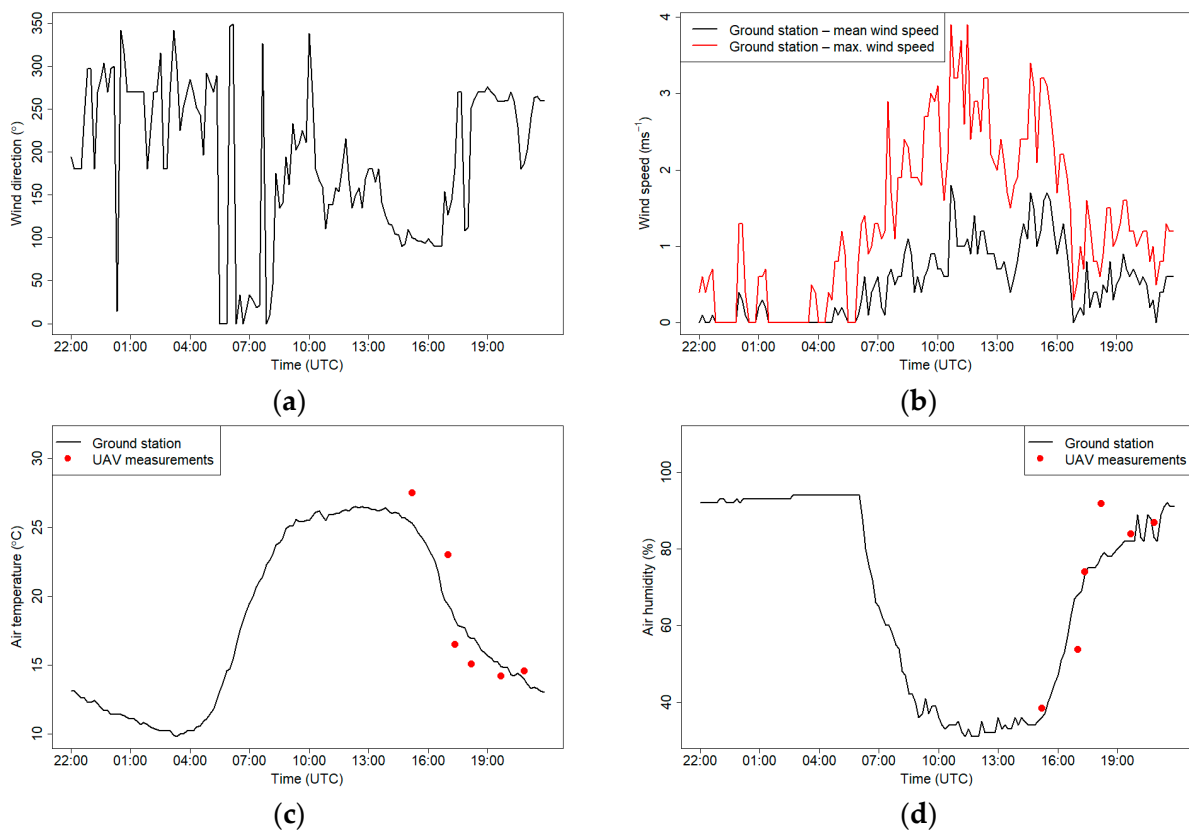 Wind direction (°)
350
300
250
200
150
100
50
0
22:00 01:00 04:00 07:00 10:00 13:00 16:00 19:00
Time (UTC)
(a)
Ground station – mean wind speed
Ground station – max. wind speed
Wind speed (ms⁻¹)
4
3
2
1
0
22:00 01:00 04:00 07:00 10:00 13:00 16:00 19:00
Time (UTC)
(b)
Ground station
UAV measurements
Air temperature (°C)
30
25
20
15
10
22:00 01:00 04:00 07:00 10:00 13:00 16:00 19:00
Time (UTC)
(c)
Ground station
UAV measurements
Air humidity (%)
100
80
60
40
22:00 01:00 04:00 07:00 10:00 13:00 16:00 19:00
Time (UTC)
(d)